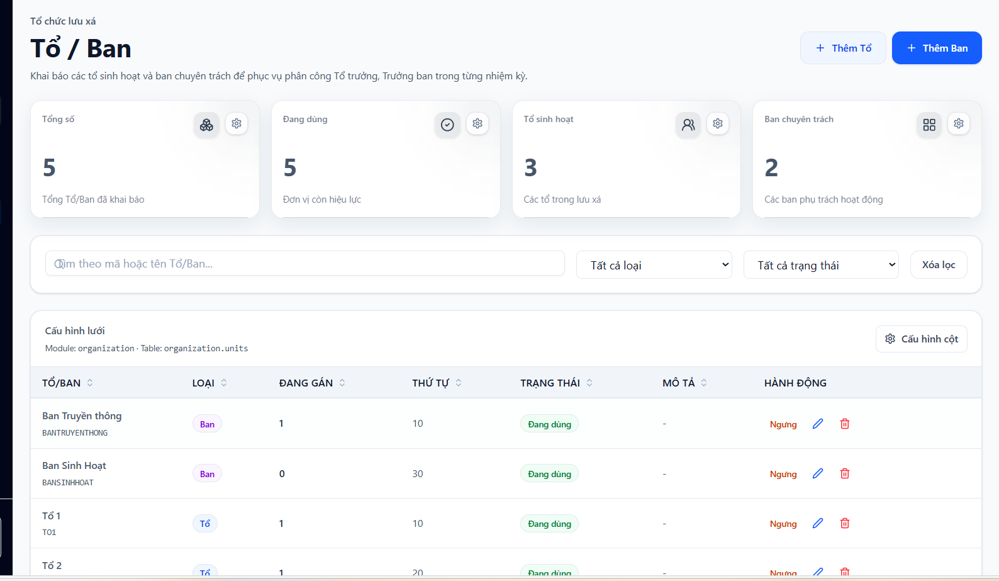 Tổ chức lưu xá
Tổ / Ban
Thêm Tổ
Thêm Ban
Khai báo các tổ sinh hoạt và ban chuyên trách để phục vụ phân công Tổ trưởng, Trưởng ban trong từng nhiệm kỳ.
Tổng số
5
Tổng Tổ/Ban đã khai báo
Đang dùng
5
Đơn vị còn hiệu lực
Tổ sinh hoạt
3
Các tổ trong lưu xá
Ban chuyên trách
2
Các ban phụ trách hoạt động
Tìm theo mã hoặc tên Tổ/Ban...
Tất cả loại
Tất cả trạng thái
Xóa lọc
Cấu hình lưới
Module: organization · Table: organization.units
Cấu hình cột
TỔ/BAN LOẠI ĐANG GÁN THỨ TỰ TRẠNG THÁI MÔ TẢ HÀNH ĐỘNG
Ban Truyền thông
BANTRUYENTHONG
Ban 1 10 Đang dùng - Ngưng
Ban Sinh Hoạt
BANSINHHOAT
Ban 0 30 Đang dùng - Ngưng
Tổ 1
TO1
Tổ 1 10 Đang dùng - Ngưng
Tổ 2
Tổ 1 20 Đang dùng - Ngưng